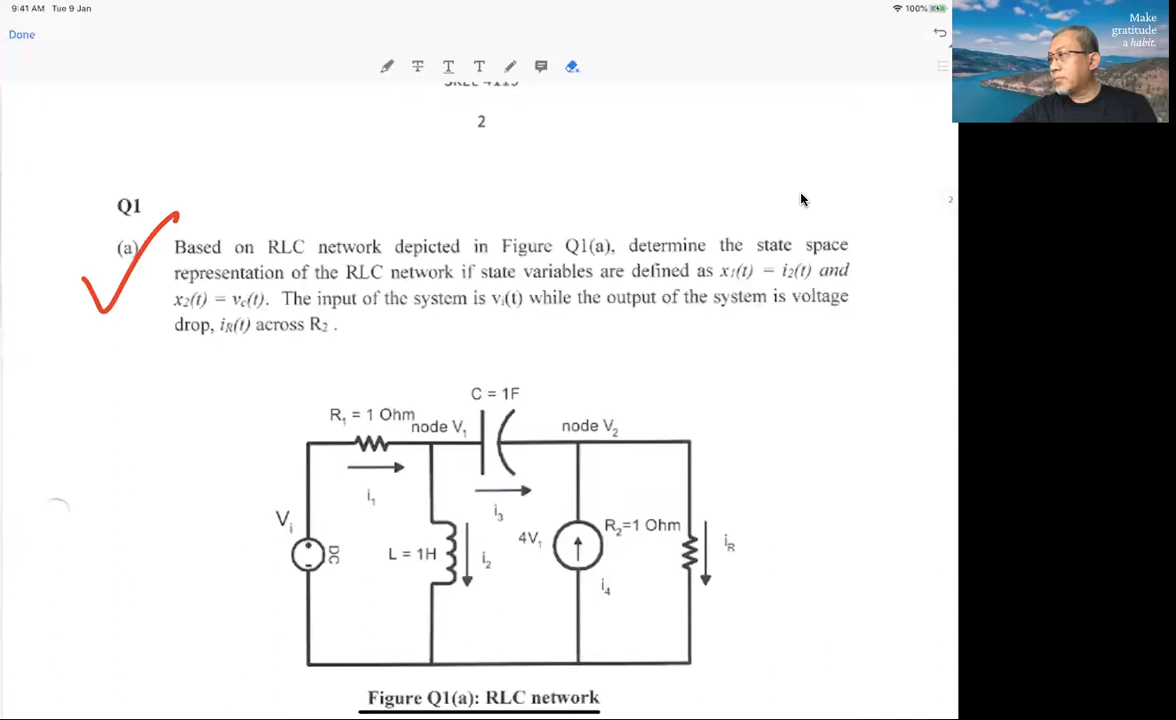 9:41 AM Tue 9 Jan
100%
Done
Make
gratitude
a habit.
T T T
2
2
Q1
(a) Based on RLC network depicted in Figure Q1(a), determine the state space
representation of the RLC network if state variables are defined as x1(t) = i2(t) and
x2(t) = vc(t). The input of the system is vi(t) while the output of the system is voltage
drop, iR(t) across R2 .
C = 1F
R1 = 1 Ohm
node V1
node V2
i1
i3
Vi
DC
L = 1H
i2
4V1
R2=1 Ohm
iR
i4
Figure Q1(a): RLC network